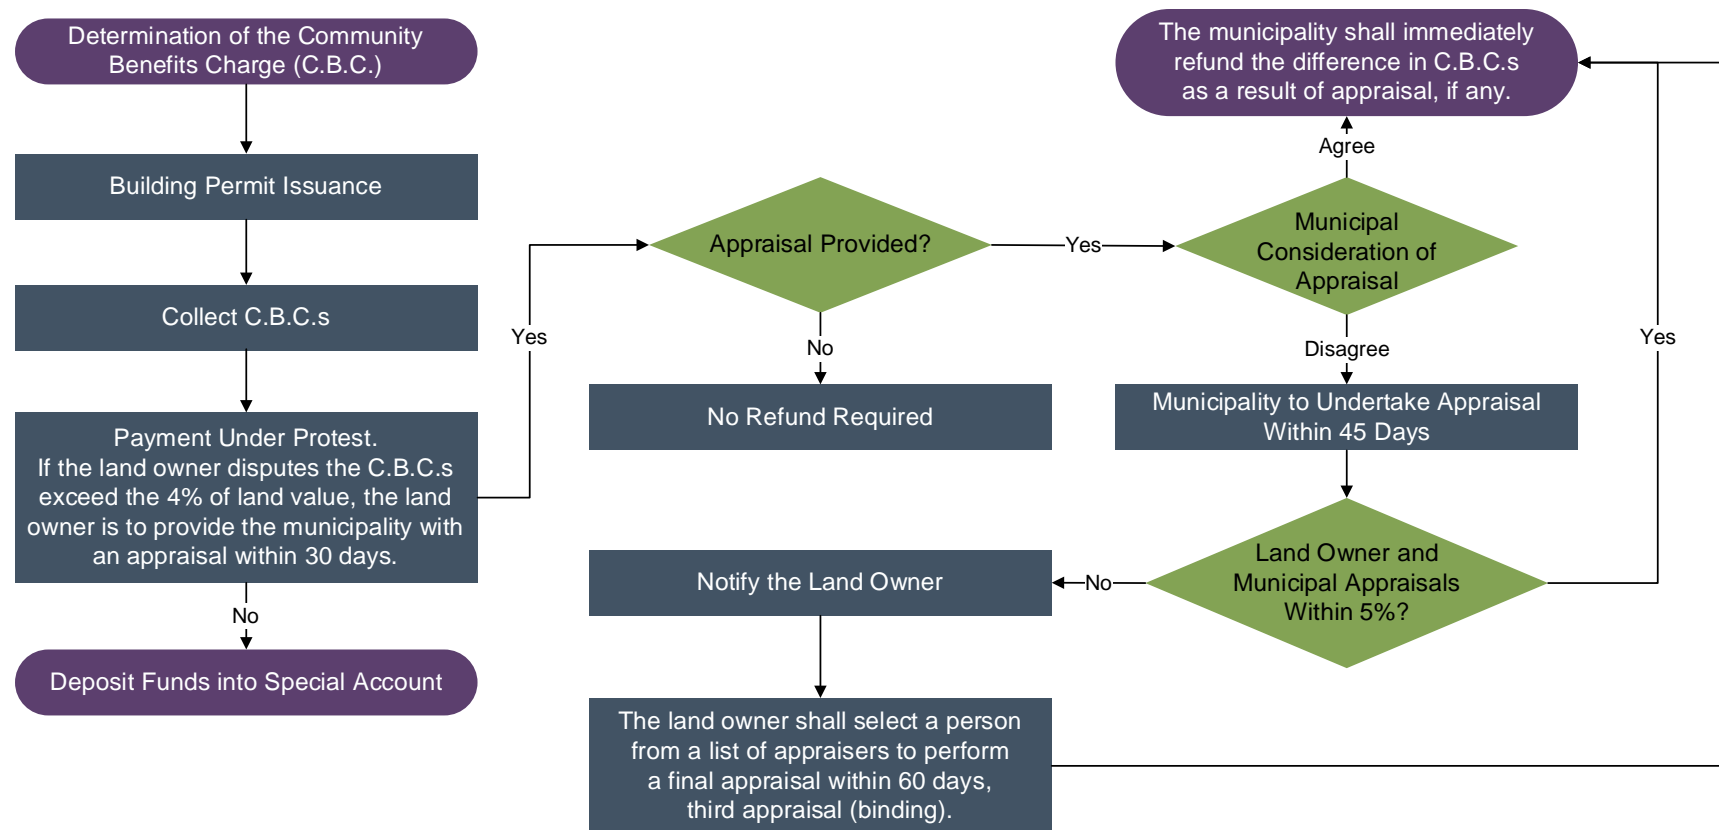 Determination of the Community
Benefits Charge (C.B.C.)
Building Permit Issuance
Collect C.B.C.s
Payment Under Protest.
If the land owner disputes the C.B.C.s
exceed the 4% of land value, the land
owner is to provide the municipality with
an appraisal within 30 days.
No
Deposit Funds into Special Account
Yes
Appraisal Provided?
No
No Refund Required
Yes
Municipal
Consideration of
Appraisal
Agree
The municipality shall immediately
refund the difference in C.B.C.s
as a result of appraisal, if any.
Disagree
Municipality to Undertake Appraisal
Within 45 Days
Land Owner and
Municipal Appraisals
Within 5%?
Yes
No
Notify the Land Owner
The land owner shall select a person
from a list of appraisers to perform
a final appraisal within 60 days,
third appraisal (binding).